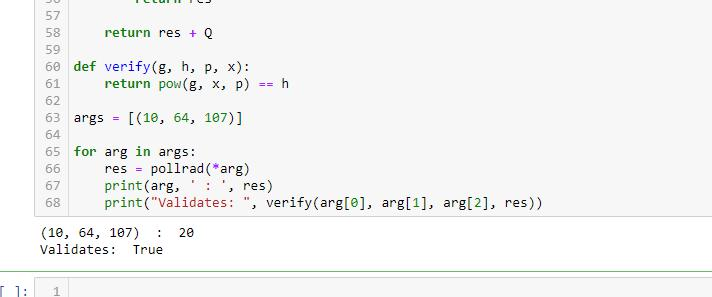 57
58 return res + Q
59
60 def verify(g, h, p, x):
61 return pow(g, x, p) == h
62
63 args = [(10, 64, 107)]
64
65 for arg in args:
66 res = pollrad(*arg)
67 print(arg, ' : ', res)
68 print("Validates: ", verify(arg[0], arg[1], arg[2], res))
(10, 64, 107)  :  20
Validates:  True
[ ]: 1